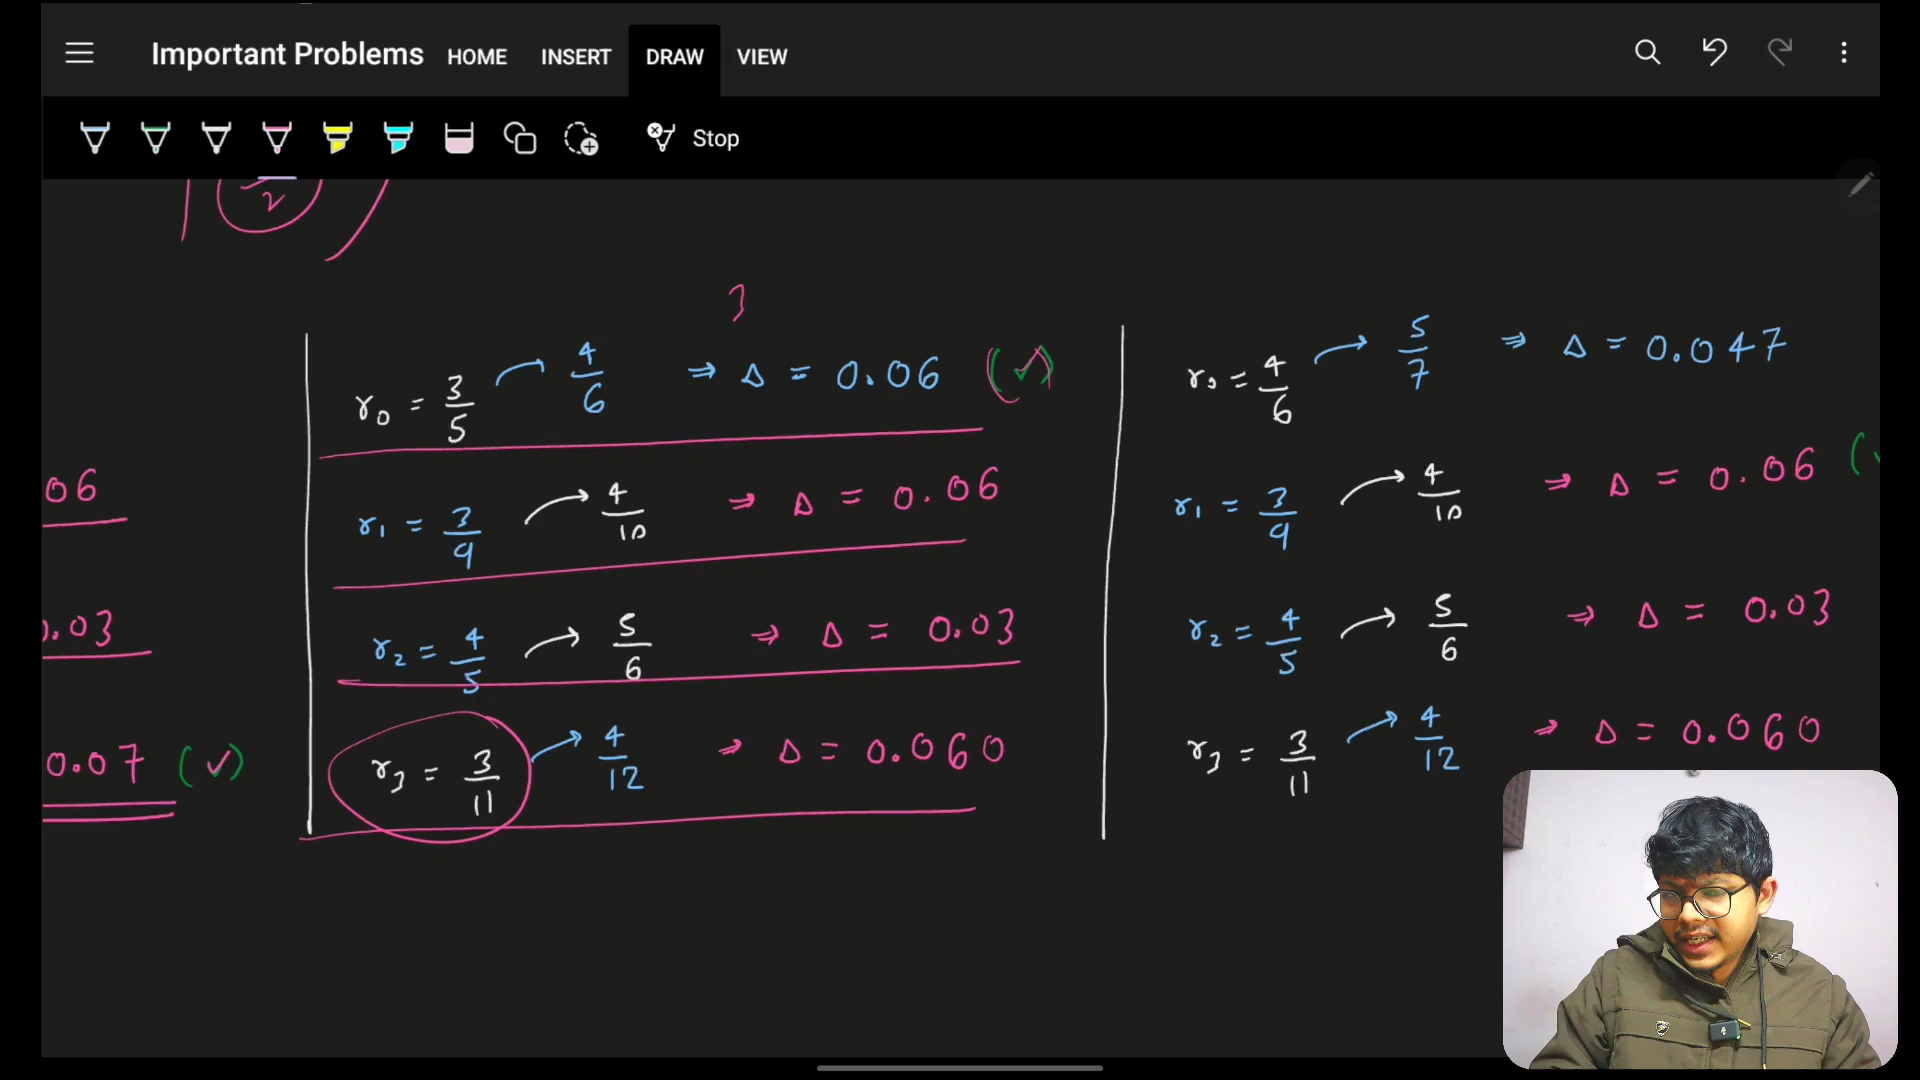 Important Problems HOME INSERT DRAW VIEW
Stop
2
3
r0 = 3/5 → 4/6 ⇒ Δ = 0.06 (✓)
r1 = 3/9 → 4/10 ⇒ Δ = 0.06
r2 = 4/5 → 5/6 ⇒ Δ = 0.03
r3 = 3/11 → 4/12 ⇒ Δ = 0.060
06
0.03
0.07 (✓)
r0 = 4/6 → 5/7 ⇒ Δ = 0.047
r1 = 3/9 → 4/10 ⇒ Δ = 0.06 (
r2 = 4/5 → 5/6 ⇒ Δ = 0.03
r3 = 3/11 → 4/12 ⇒ Δ = 0.060